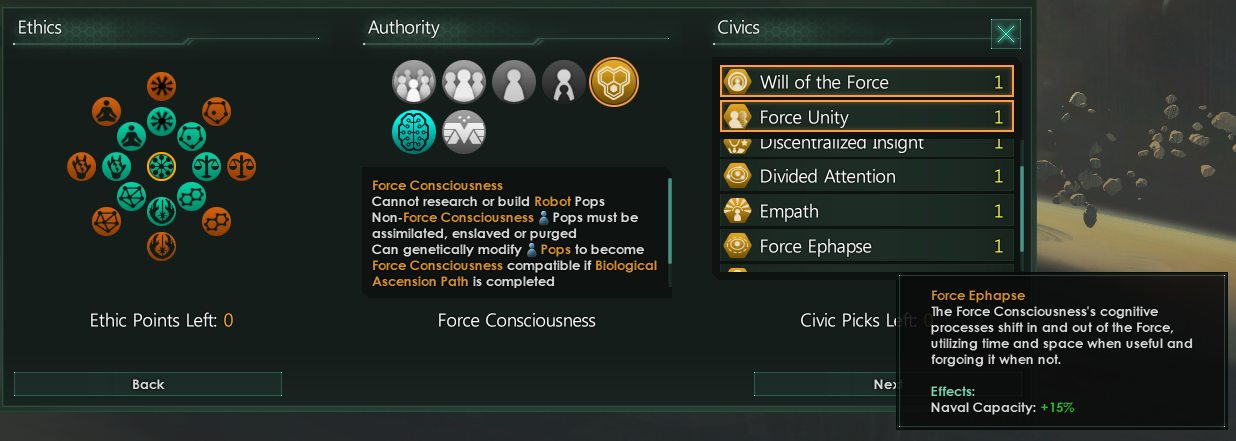 Ethics
Authority
Civics
Will of the Force 1
Force Unity 1
Discentralized Insight 1
Divided Attention 1
Empath 1
Force Ephapse 1
Force Consciousness
Cannot research or build Robot Pops
Non-Force Consciousness Pops must be
assimilated, enslaved or purged
Can genetically modify Pops to become
Force Consciousness compatible if Biological
Ascension Path is completed
Ethic Points Left: 0
Force Consciousness
Civic Picks Left: 0
Back
Next
Force Ephapse
The Force Consciousness's cognitive
processes shift in and out of the Force,
utilizing time and space when useful and
forgoing it when not.
Effects:
Naval Capacity: +15%